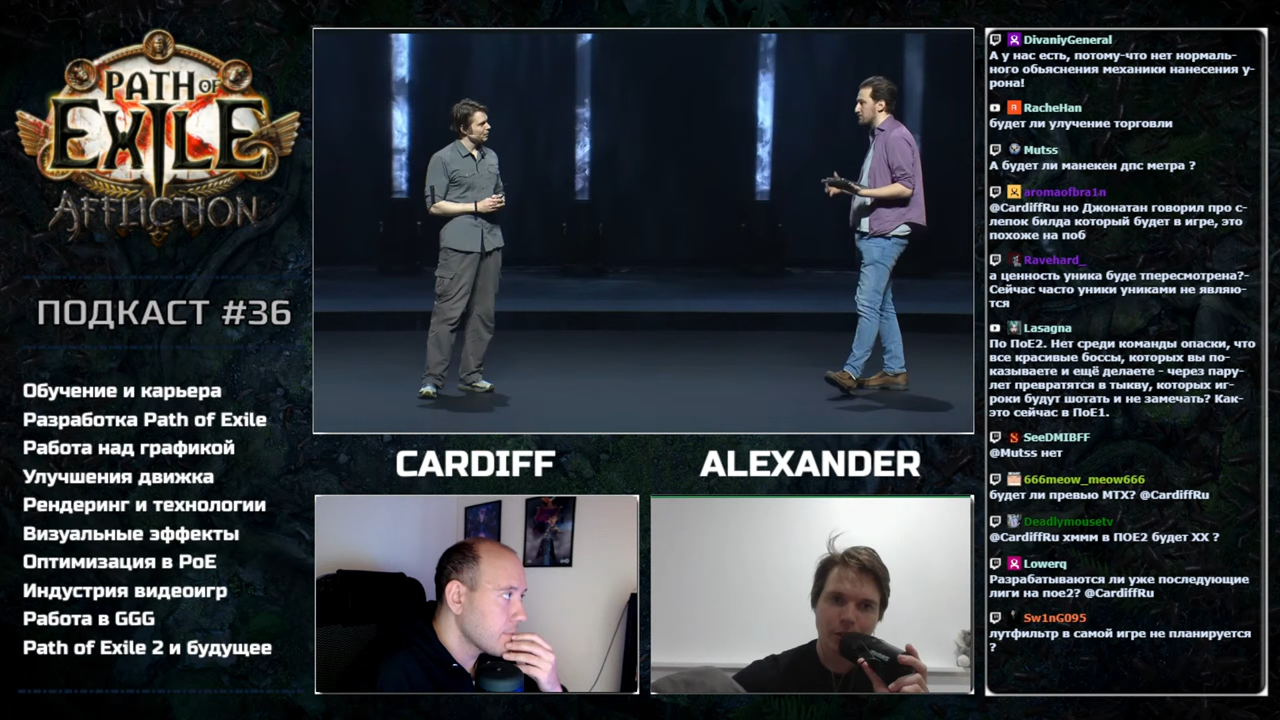 PATH OF
EXILE
AFFLICTION
ПОДКАСТ #36
Обучение и карьера
Разработка Path of Exile
Работа над графикой
Улучшения движка
Рендеринг и технологии
Визуальные эффекты
Оптимизация в PoE
Индустрия видеоигр
Работа в GGG
Path of Exile 2 и будущее
CARDIFF
ALEXANDER
DivaniyGeneral
А у нас есть, потому-что нет нормаль-
ного обьяснения механики нанесения у-
рона!
RacheHan
будет ли улучение торговли
Mutss
А будет ли манекен дпс метра ?
aromaofbra1n
@CardiffRu но Джонатан говорил про с-
лепок билда который будет в игре, это
похоже на поб
Ravehard_
а ценность уника буде тпересмотрена?-
Сейчас часто уники униками не являю-
тся
Lasagna
По ПоЕ2. Нет среди команды опаски, что
все красивые боссы, которых вы по-
казываете и ещё делаете - через пару-
лет превратятся в тыкву, которых иг-
роки будут шотать и не замечать? Как-
это сейчас в ПоЕ1.
SeeDMIBFF
@Mutss нет
666meow_meow666
будет ли превью MTX? @CardiffRu
Deadlymousetv
@CardiffRu хммм в ПОЕ2 будет ХХ ?
Lowerq
Разрабатываются ли уже последующие
лиги на пое2? @CardiffRu
Sw1nG095
лутфильтр в самой игре не планируется
?